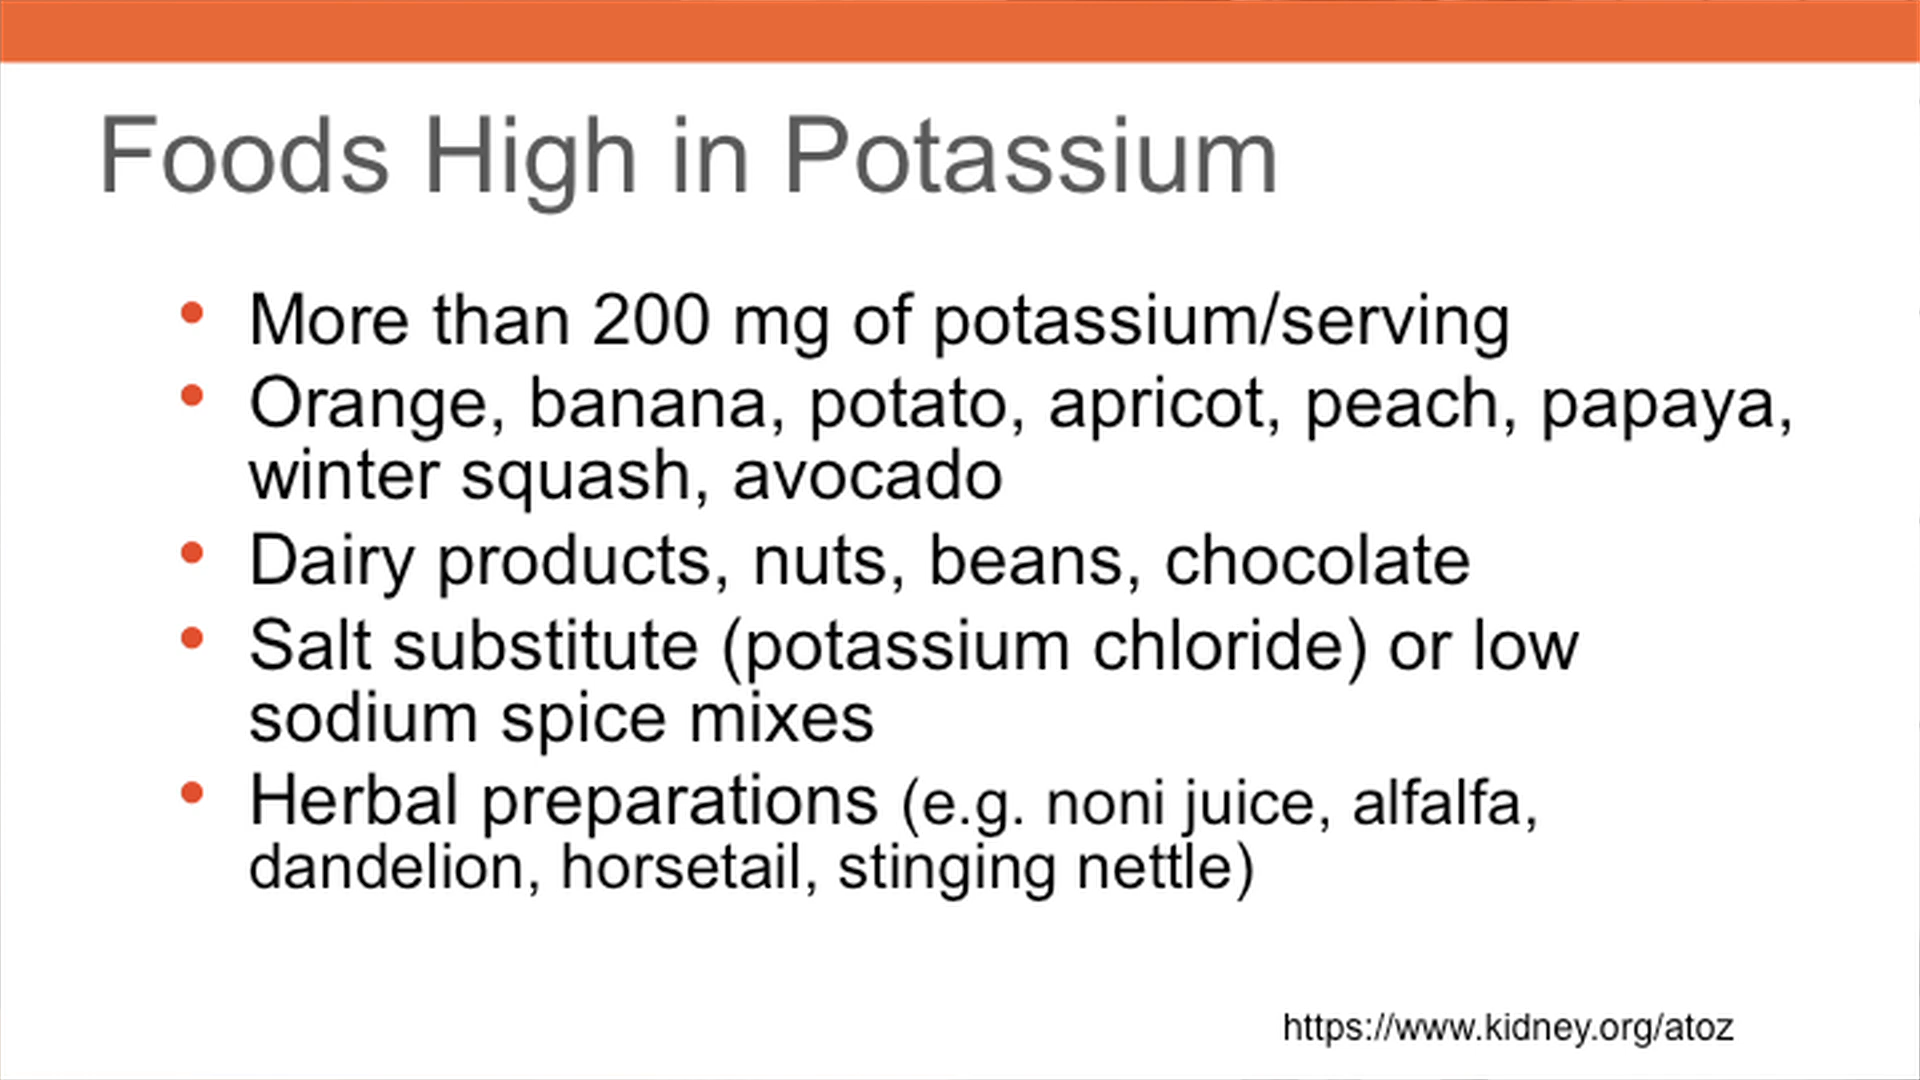 Foods High in Potassium
• More than 200 mg of potassium/serving
• Orange, banana, potato, apricot, peach, papaya,
winter squash, avocado
• Dairy products, nuts, beans, chocolate
• Salt substitute (potassium chloride) or low
sodium spice mixes
• Herbal preparations (e.g. noni juice, alfalfa,
dandelion, horsetail, stinging nettle)
https://www.kidney.org/atoz